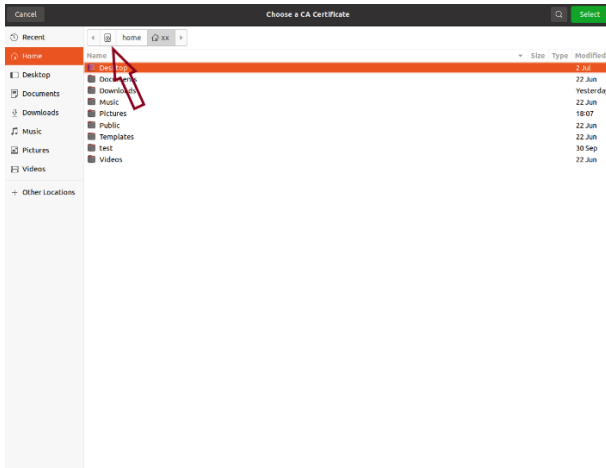 Cancel Choose a CA Certificate Select
Recent
Home
Desktop
Documents
Downloads
Music
Pictures
Videos
Other Locations
home xx
Name Size Type Modified
Desktop 2 Jul
Documents 22 Jun
Downloads Yesterday
Music 22 Jun
Pictures 18:07
Public 22 Jun
Templates 22 Jun
test 30 Sep
Videos 22 Jun